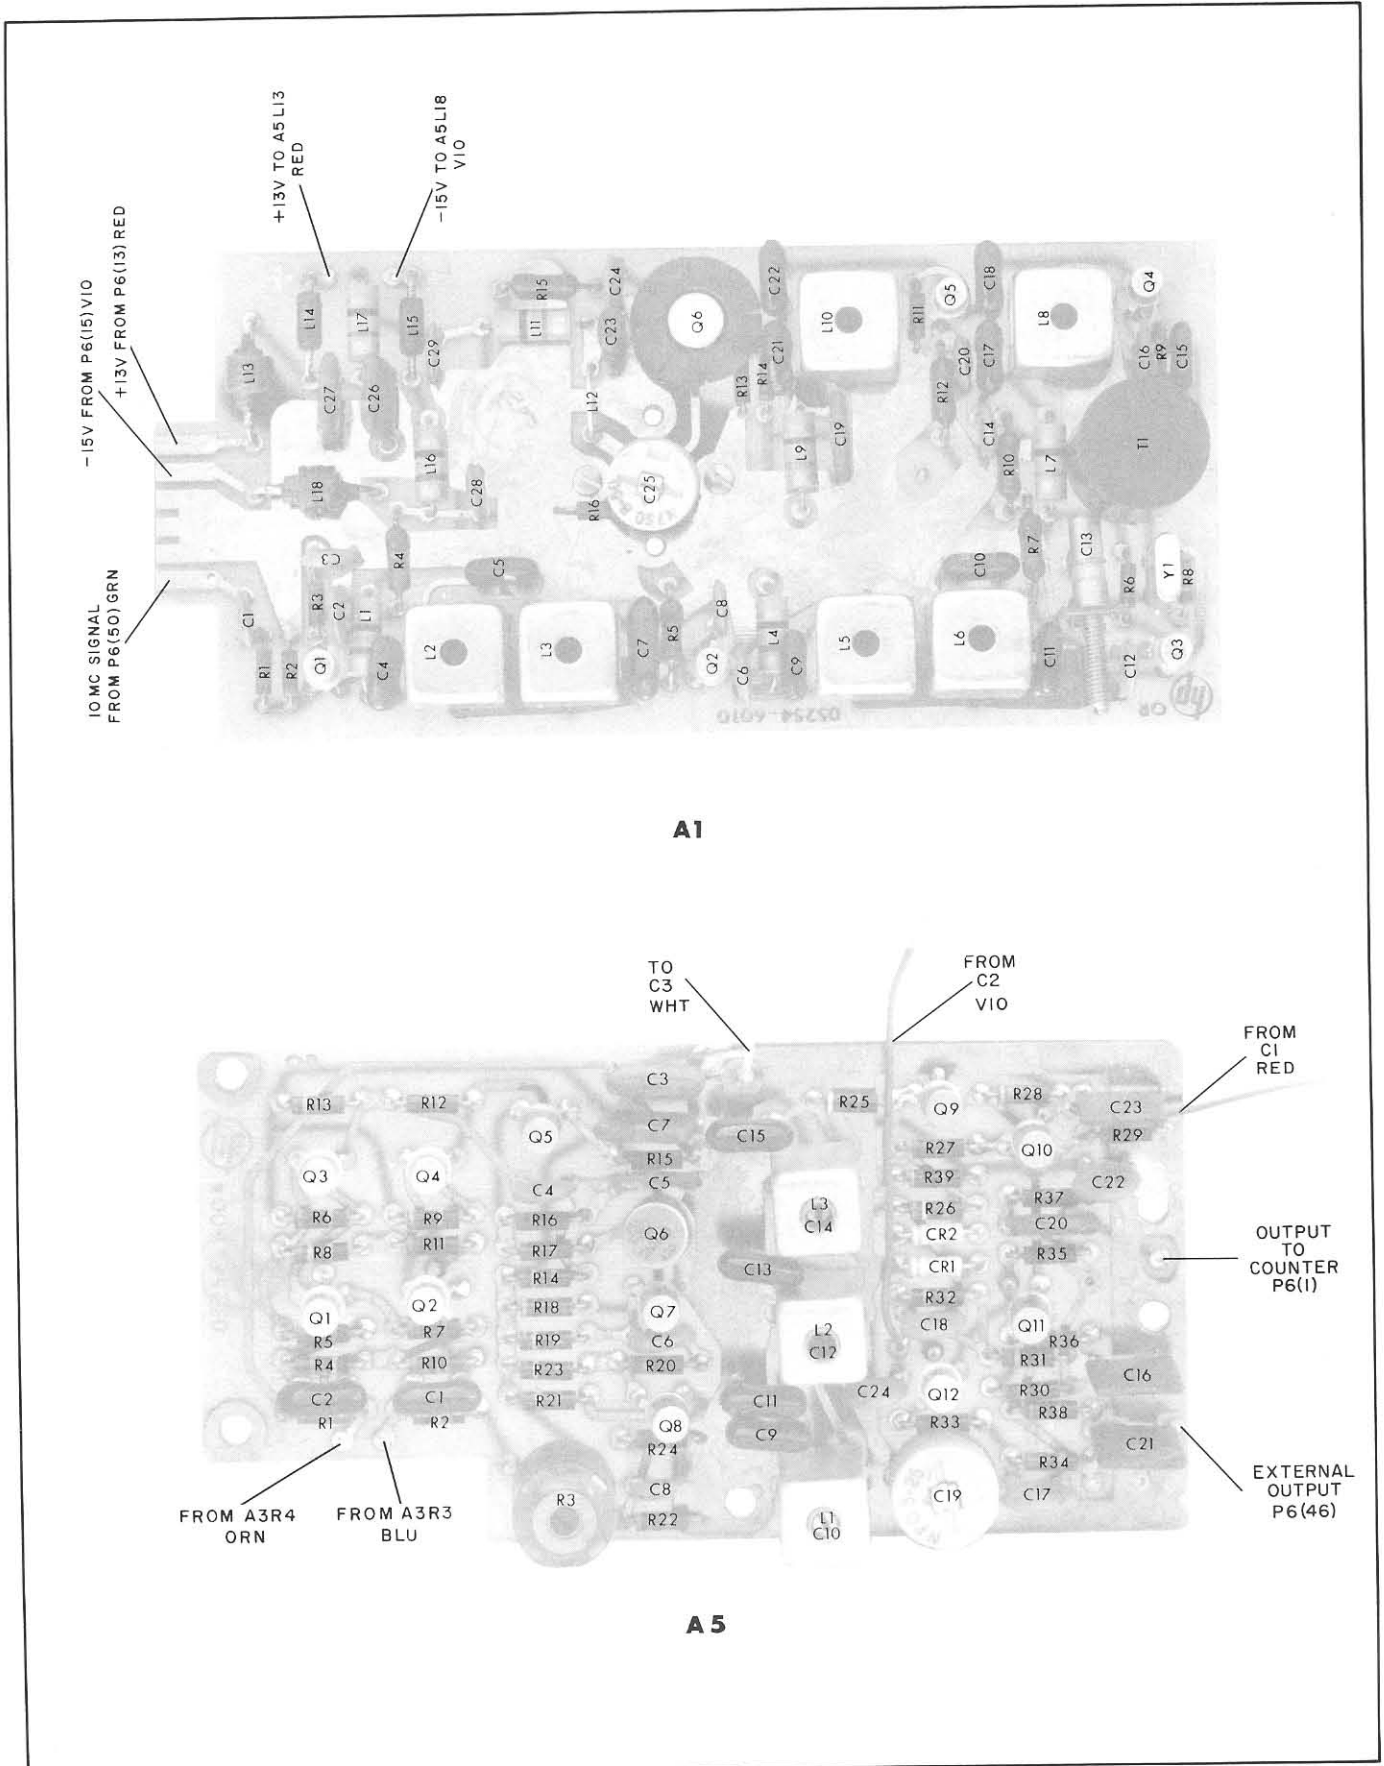 +13V TO A5L13
RED
-15V TO A5L18
VIO
-15V FROM P6(15) VIO
+13V FROM P6(13) RED
10MC SIGNAL
FROM P6(50) GRN
L14
L17
L15
C29
L13
C27
C26
L16
L18
C28
R15
L11
C24
C23
L12
Q6
R16
C25
C22
C21
L10
R13
R14
L9
C19
R11
Q5
R12
C20
C18
C17
L8
Q4
C16
R9
C15
C14
R10
L7
T1
C1
R1
R2
R3
C2
Q1
L1
R4
C4
C5
L2
L3
C7
R5
Q2
C8
C6
L4
C9
L5
L6
C10
R7
C13
C11
R6
Y1
R8
C12
Q3
05254-6010
hp
A1
TO
C3
WHT
FROM
C2
VIO
FROM
C1
RED
R13
R12
C3
R25
Q9
R28
C23
Q5
C7
C15
R27
Q10
R29
Q3
Q4
R15
C5
R39
R37
C22
C4
R6
R9
R16
Q6
L3
C14
R26
CR2
C20
R8
R11
R17
C13
CR1
R35
R14
OUTPUT
TO
COUNTER
P6(1)
Q1
Q2
R18
Q7
R32
R5
R7
R19
C6
L2
C12
C18
Q11
R36
R4
R10
R23
R20
R31
C16
C2
C1
R21
C11
C24
Q12
R30
R1
R2
Q8
C9
R33
R38
R24
C21
R34
R3
C8
R22
L1
C10
C19
C17
FROM A3R4
ORN
FROM A3R3
BLU
EXTERNAL
OUTPUT
P6(46)
A5